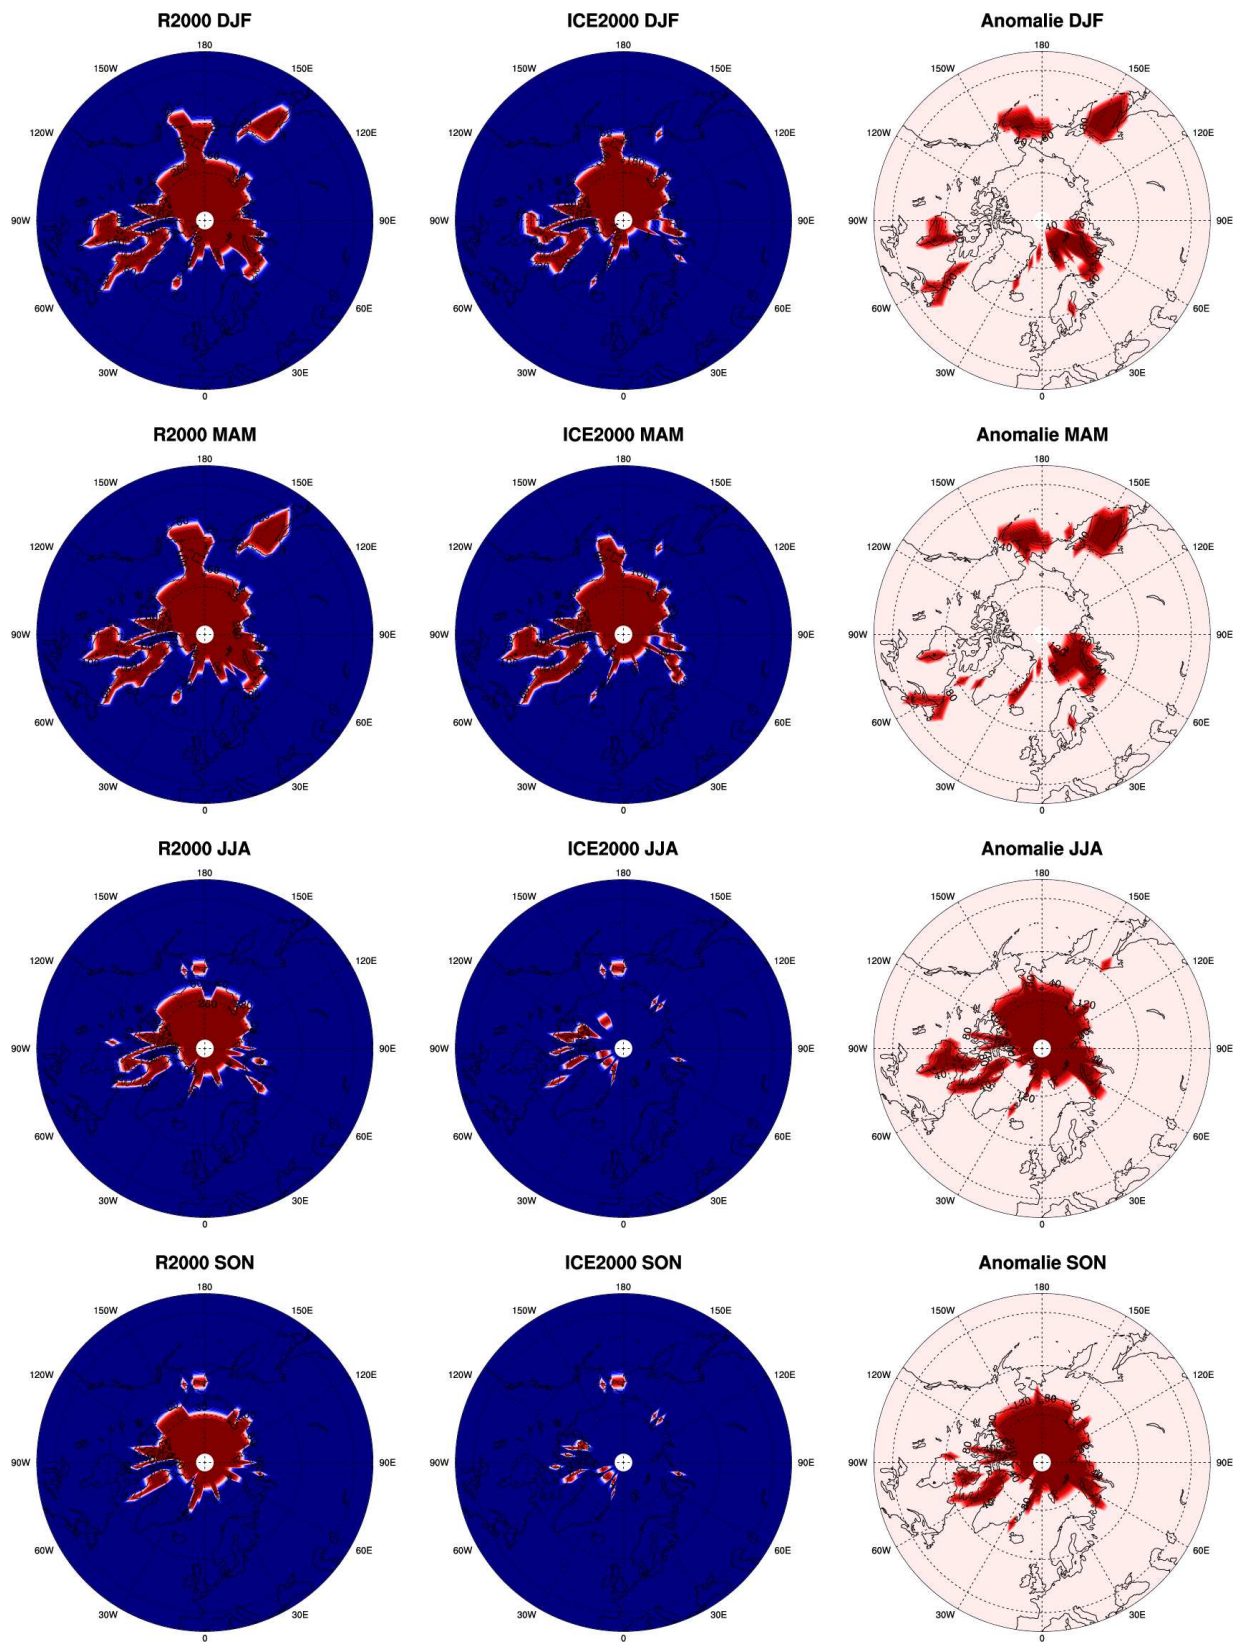 R2000 DJF ICE2000 DJF Anomalie DJF
180 180 180
150W 150E 150W 150E 150W 150E
120W 120E 120W 120E 120W 120E
90W 90E 90W 90E 90W 90E
60W 60E 60W 60E 60W 60E
30W 30E 30W 30E 30W 30E
0 0 0
R2000 MAM ICE2000 MAM Anomalie MAM
180 180 180
150W 150E 150W 150E 150W 150E
120W 120E 120W 120E 120W 120E
90W 90E 90W 90E 90W 90E
60W 60E 60W 60E 60W 60E
30W 30E 30W 30E 30W 30E
0 0 0
R2000 JJA ICE2000 JJA Anomalie JJA
180 180 180
150W 150E 150W 150E 150W 150E
120W 120E 120W 120E 120W 120E
90W 90E 90W 90E 90W 90E
60W 60E 60W 60E 60W 60E
30W 30E 30W 30E 30W 30E
0 0 0
R2000 SON ICE2000 SON Anomalie SON
180 180 180
150W 150E 150W 150E 150W 150E
120W 120E 120W 120E 120W 120E
90W 90E 90W 90E 90W 90E
60W 60E 60W 60E 60W 60E
30W 30E 30W 30E 30W 30E
0 0 0